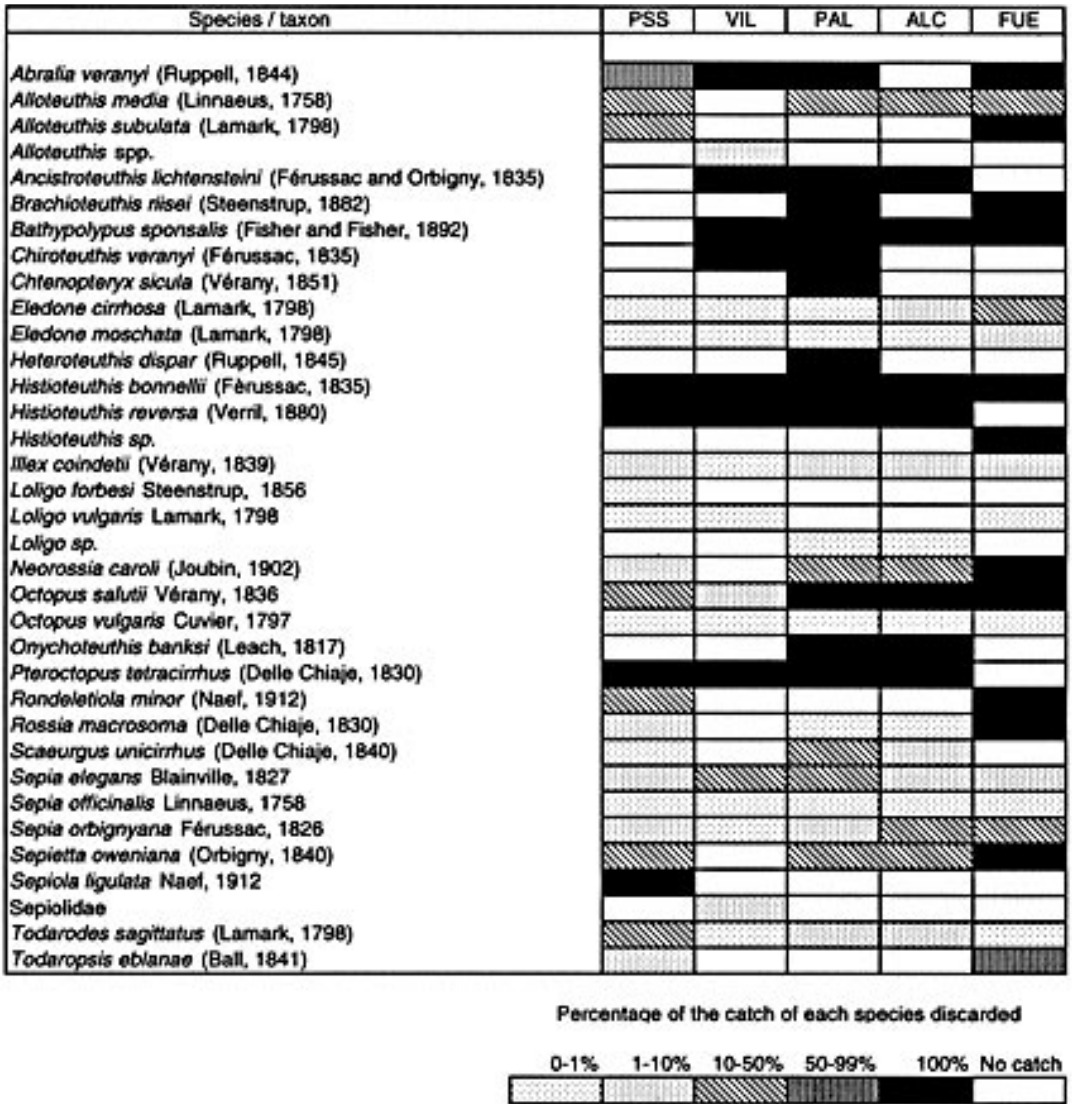 Species / taxon PSS VIL PAL ALC FUE
Abralia veranyi (Ruppell, 1844)
Alloteuthis media (Linnaeus, 1758)
Alloteuthis subulata (Lamark, 1798)
Alloteuthis spp.
Ancistroteuthis lichtensteini (Férussac and Orbigny, 1835)
Brachioteuthis riisei (Steenstrup, 1882)
Bathypolypus sponsalis (Fisher and Fisher, 1892)
Chiroteuthis veranyi (Férussac, 1835)
Chtenopteryx sicula (Vérany, 1851)
Eledone cirrhosa (Lamark, 1798)
Eledone moschata (Lamark, 1798)
Heteroteuthis dispar (Ruppell, 1845)
Histioteuthis bonnellii (Fèrussac, 1835)
Histioteuthis reversa (Verril, 1880)
Histioteuthis sp.
Illex coindetii (Vérany, 1839)
Loligo forbesi Steenstrup, 1856
Loligo vulgaris Lamark, 1798
Loligo sp.
Neorossia caroli (Joubin, 1902)
Octopus salutii Vérany, 1836
Octopus vulgaris Cuvier, 1797
Onychoteuthis banksi (Leach, 1817)
Pteroctopus tetracirrhus (Delle Chiaje, 1830)
Rondeletiola minor (Naef, 1912)
Rossia macrosoma (Delle Chiaje, 1830)
Scaeurgus unicirrhus (Delle Chiaje, 1840)
Sepia elegans Blainville, 1827
Sepia officinalis Linnaeus, 1758
Sepia orbignyana Férussac, 1826
Sepietta oweniana (Orbigny, 1840)
Sepiola ligulata Naef, 1912
Sepiolidae
Todarodes sagittatus (Lamark, 1798)
Todaropsis eblanae (Ball, 1841)
Percentage of the catch of each species discarded
0-1% 1-10% 10-50% 50-99% 100% No catch